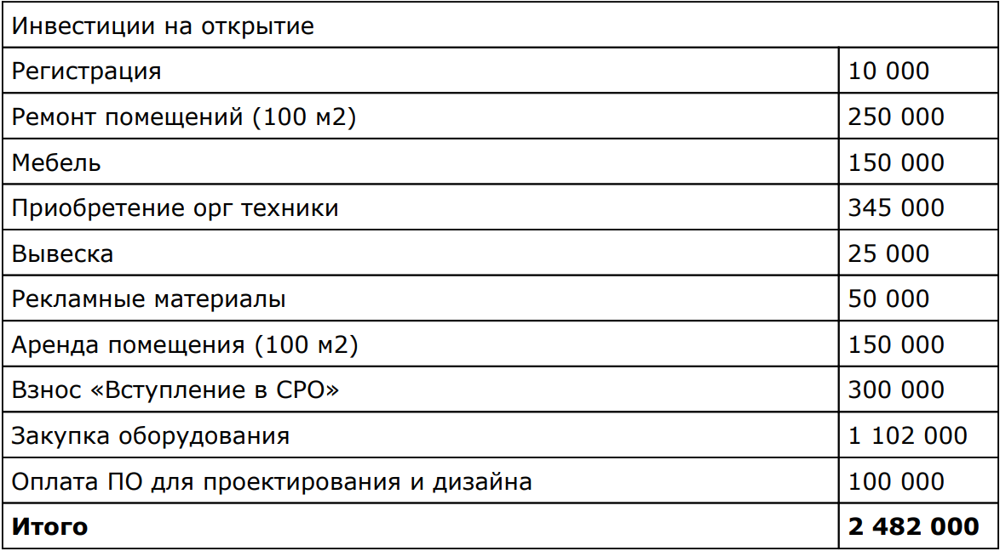 Инвестиции на открытие
Регистрация 10 000
Ремонт помещений (100 м2) 250 000
Мебель 150 000
Приобретение орг техники 345 000
Вывеска 25 000
Рекламные материалы 50 000
Аренда помещения (100 м2) 150 000
Взнос «Вступление в СРО» 300 000
Закупка оборудования 1 102 000
Оплата ПО для проектирования и дизайна 100 000
Итого 2 482 000